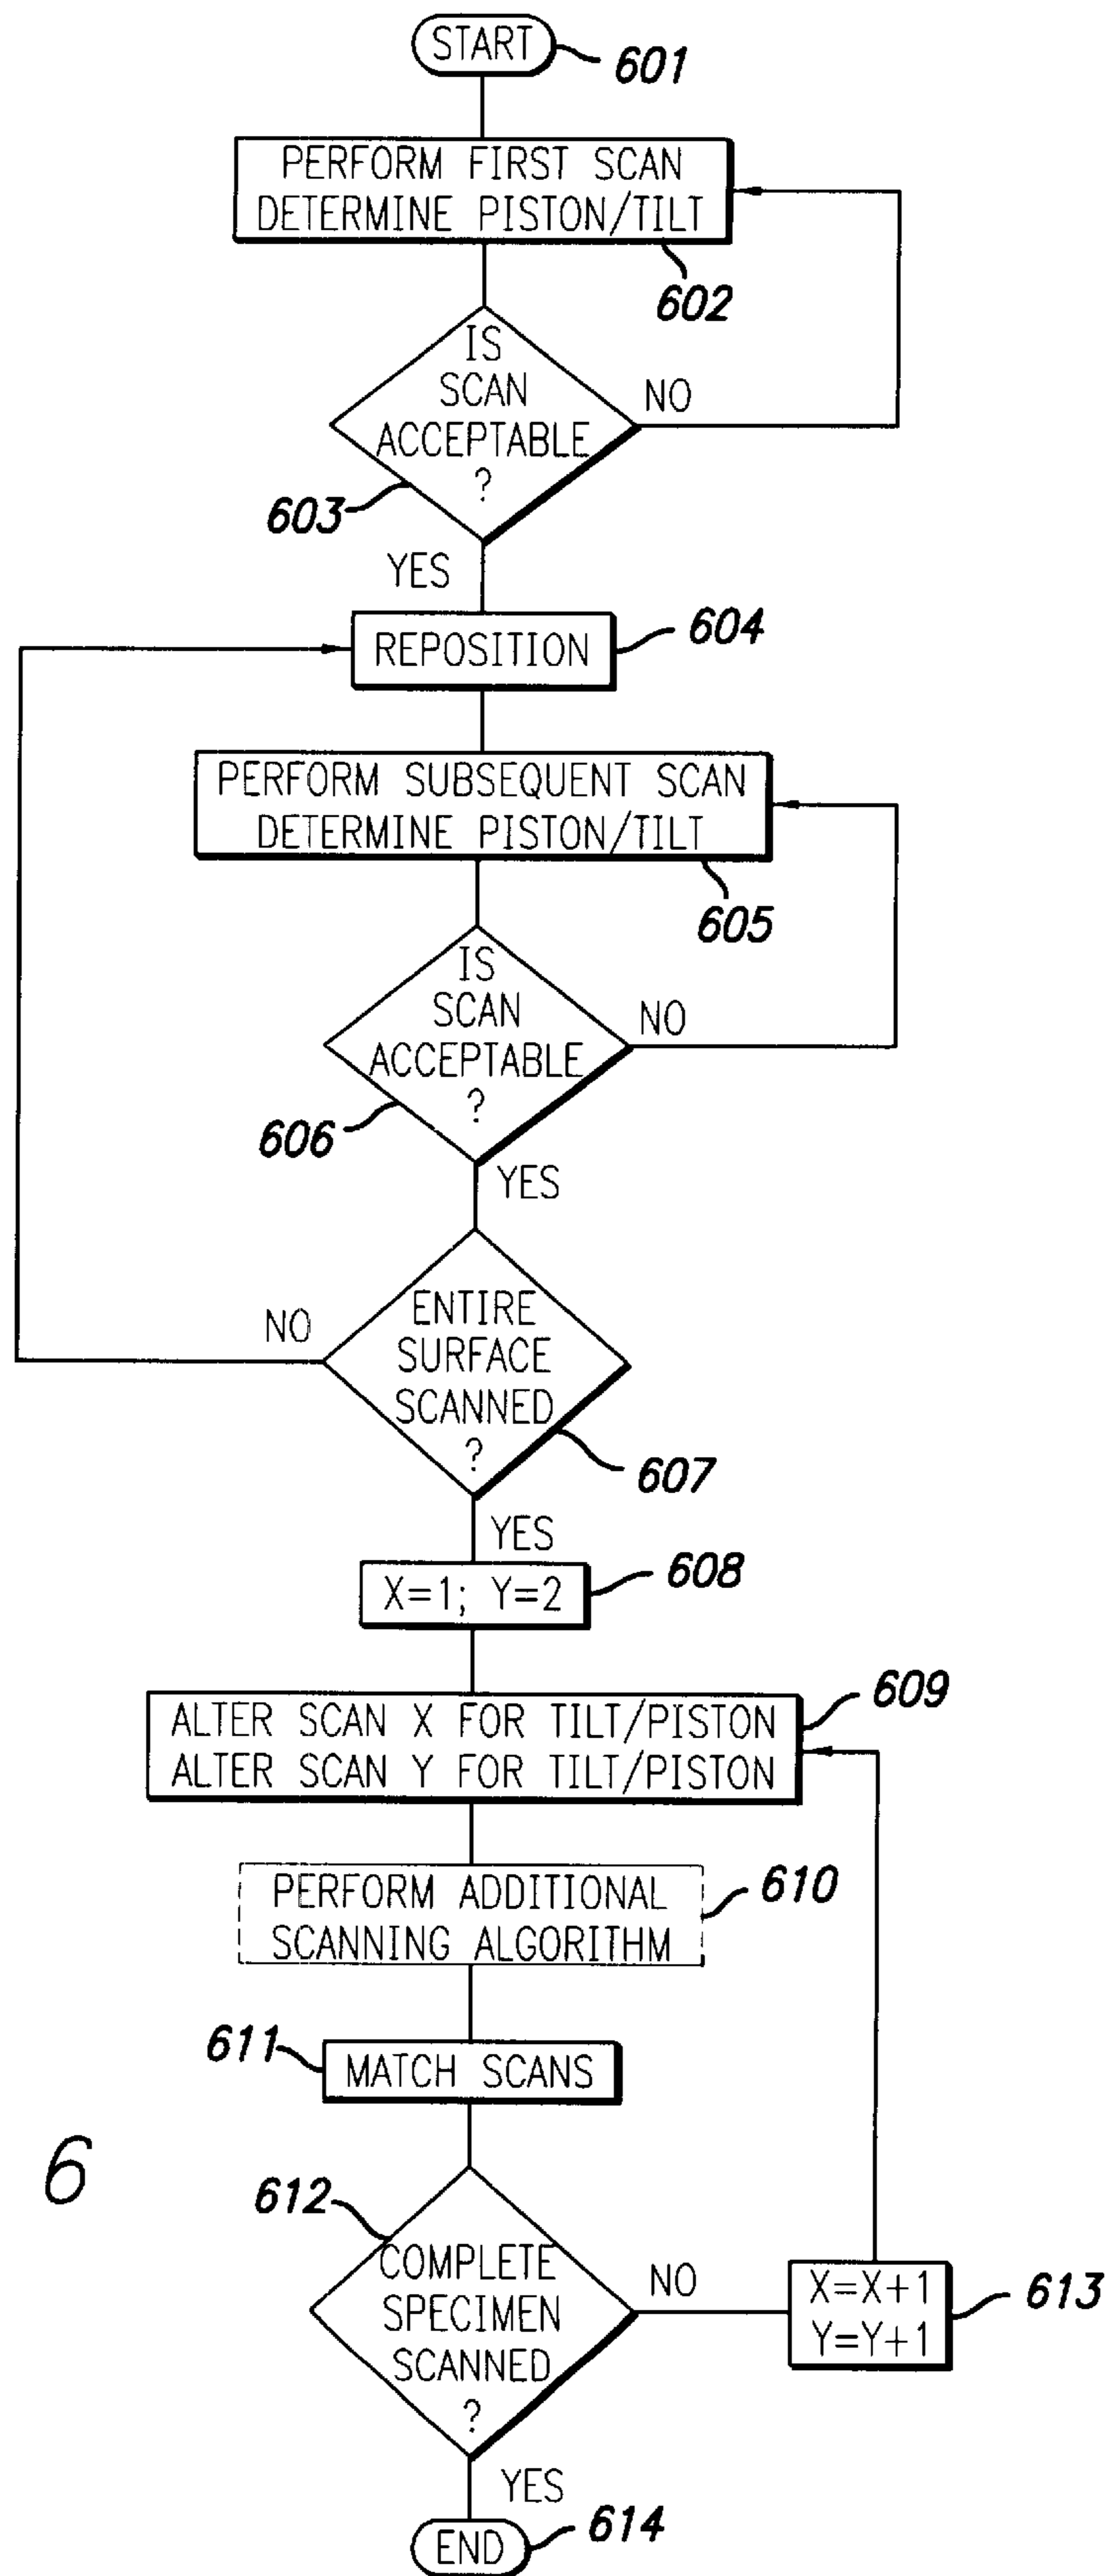 START
601
PERFORM FIRST SCAN
DETERMINE PISTON/TILT
602
IS
SCAN
ACCEPTABLE
?
NO
603
YES
REPOSITION
604
PERFORM SUBSEQUENT SCAN
DETERMINE PISTON/TILT
605
IS
SCAN
ACCEPTABLE
?
NO
606
YES
ENTIRE
SURFACE
SCANNED
?
NO
607
YES
X=1; Y=2
608
ALTER SCAN X FOR TILT/PISTON
ALTER SCAN Y FOR TILT/PISTON
609
PERFORM ADDITIONAL
SCANNING ALGORITHM
610
611
MATCH SCANS
6
612
COMPLETE
SPECIMEN
SCANNED
?
NO
X=X+1
Y=Y+1
613
YES
END
614